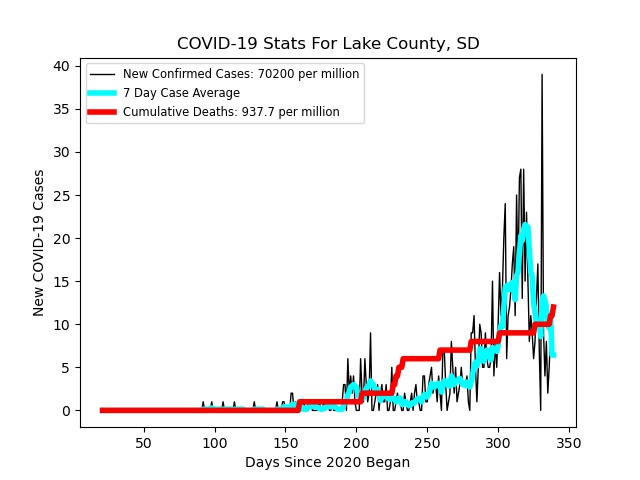 COVID-19 Stats For Lake County, SD
New Confirmed Cases: 70200 per million
7 Day Case Average
Cumulative Deaths: 937.7 per million
New COVID-19 Cases
40
35
30
25
20
15
10
5
0
50 100 150 200 250 300 350
Days Since 2020 Began